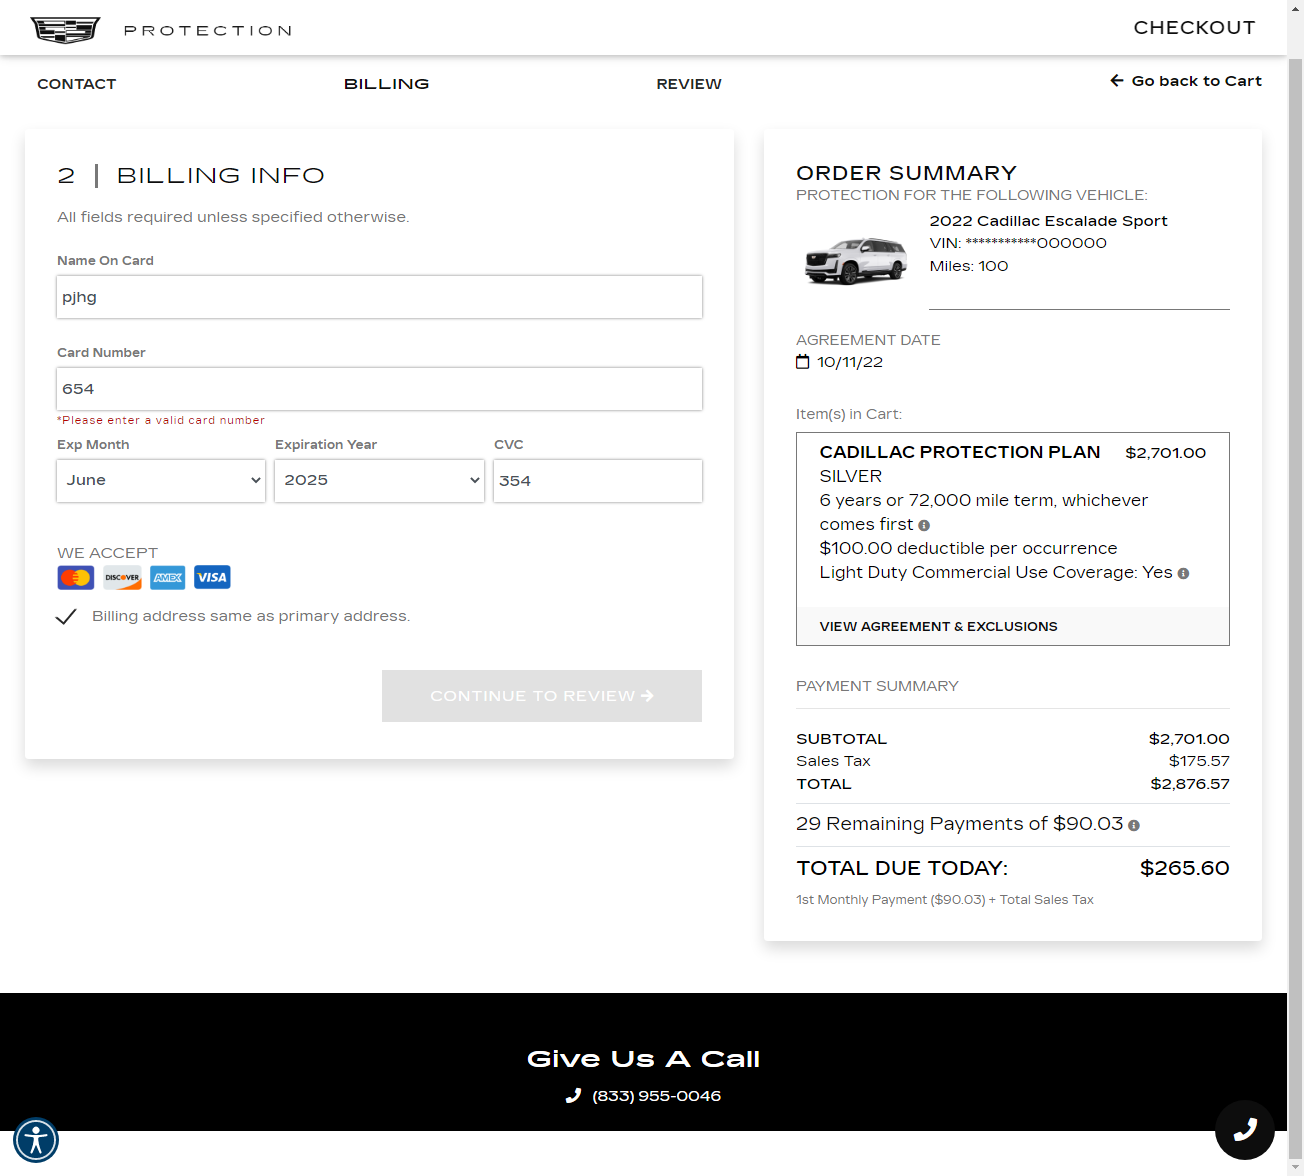 PROTECTION
CHECKOUT
CONTACT
BILLING
REVIEW
Go back to Cart
2 | BILLING INFO
All fields required unless specified otherwise.
Name On Card
pjhg
Card Number
654
*Please enter a valid card number
Exp Month
Expiration Year
CVC
June
2025
354
WE ACCEPT
DISCOVER
AMEX
VISA
Billing address same as primary address.
CONTINUE TO REVIEW
ORDER SUMMARY
PROTECTION FOR THE FOLLOWING VEHICLE:
2022 Cadillac Escalade Sport
VIN: ***********000000
Miles: 100
AGREEMENT DATE
10/11/22
Item(s) in Cart:
CADILLAC PROTECTION PLAN $2,701.00
SILVER
6 years or 72,000 mile term, whichever
comes first
$100.00 deductible per occurrence
Light Duty Commercial Use Coverage: Yes
VIEW AGREEMENT & EXCLUSIONS
PAYMENT SUMMARY
SUBTOTAL $2,701.00
Sales Tax $175.57
TOTAL $2,876.57
29 Remaining Payments of $90.03
TOTAL DUE TODAY: $265.60
1st Monthly Payment ($90.03) + Total Sales Tax
Give Us A Call
(833) 955-0046